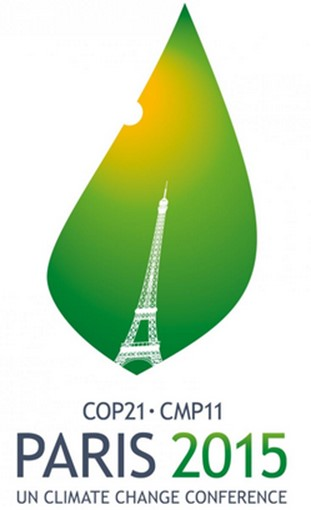 COP21·CMP11
PARIS 2015
UN CLIMATE CHANGE CONFERENCE